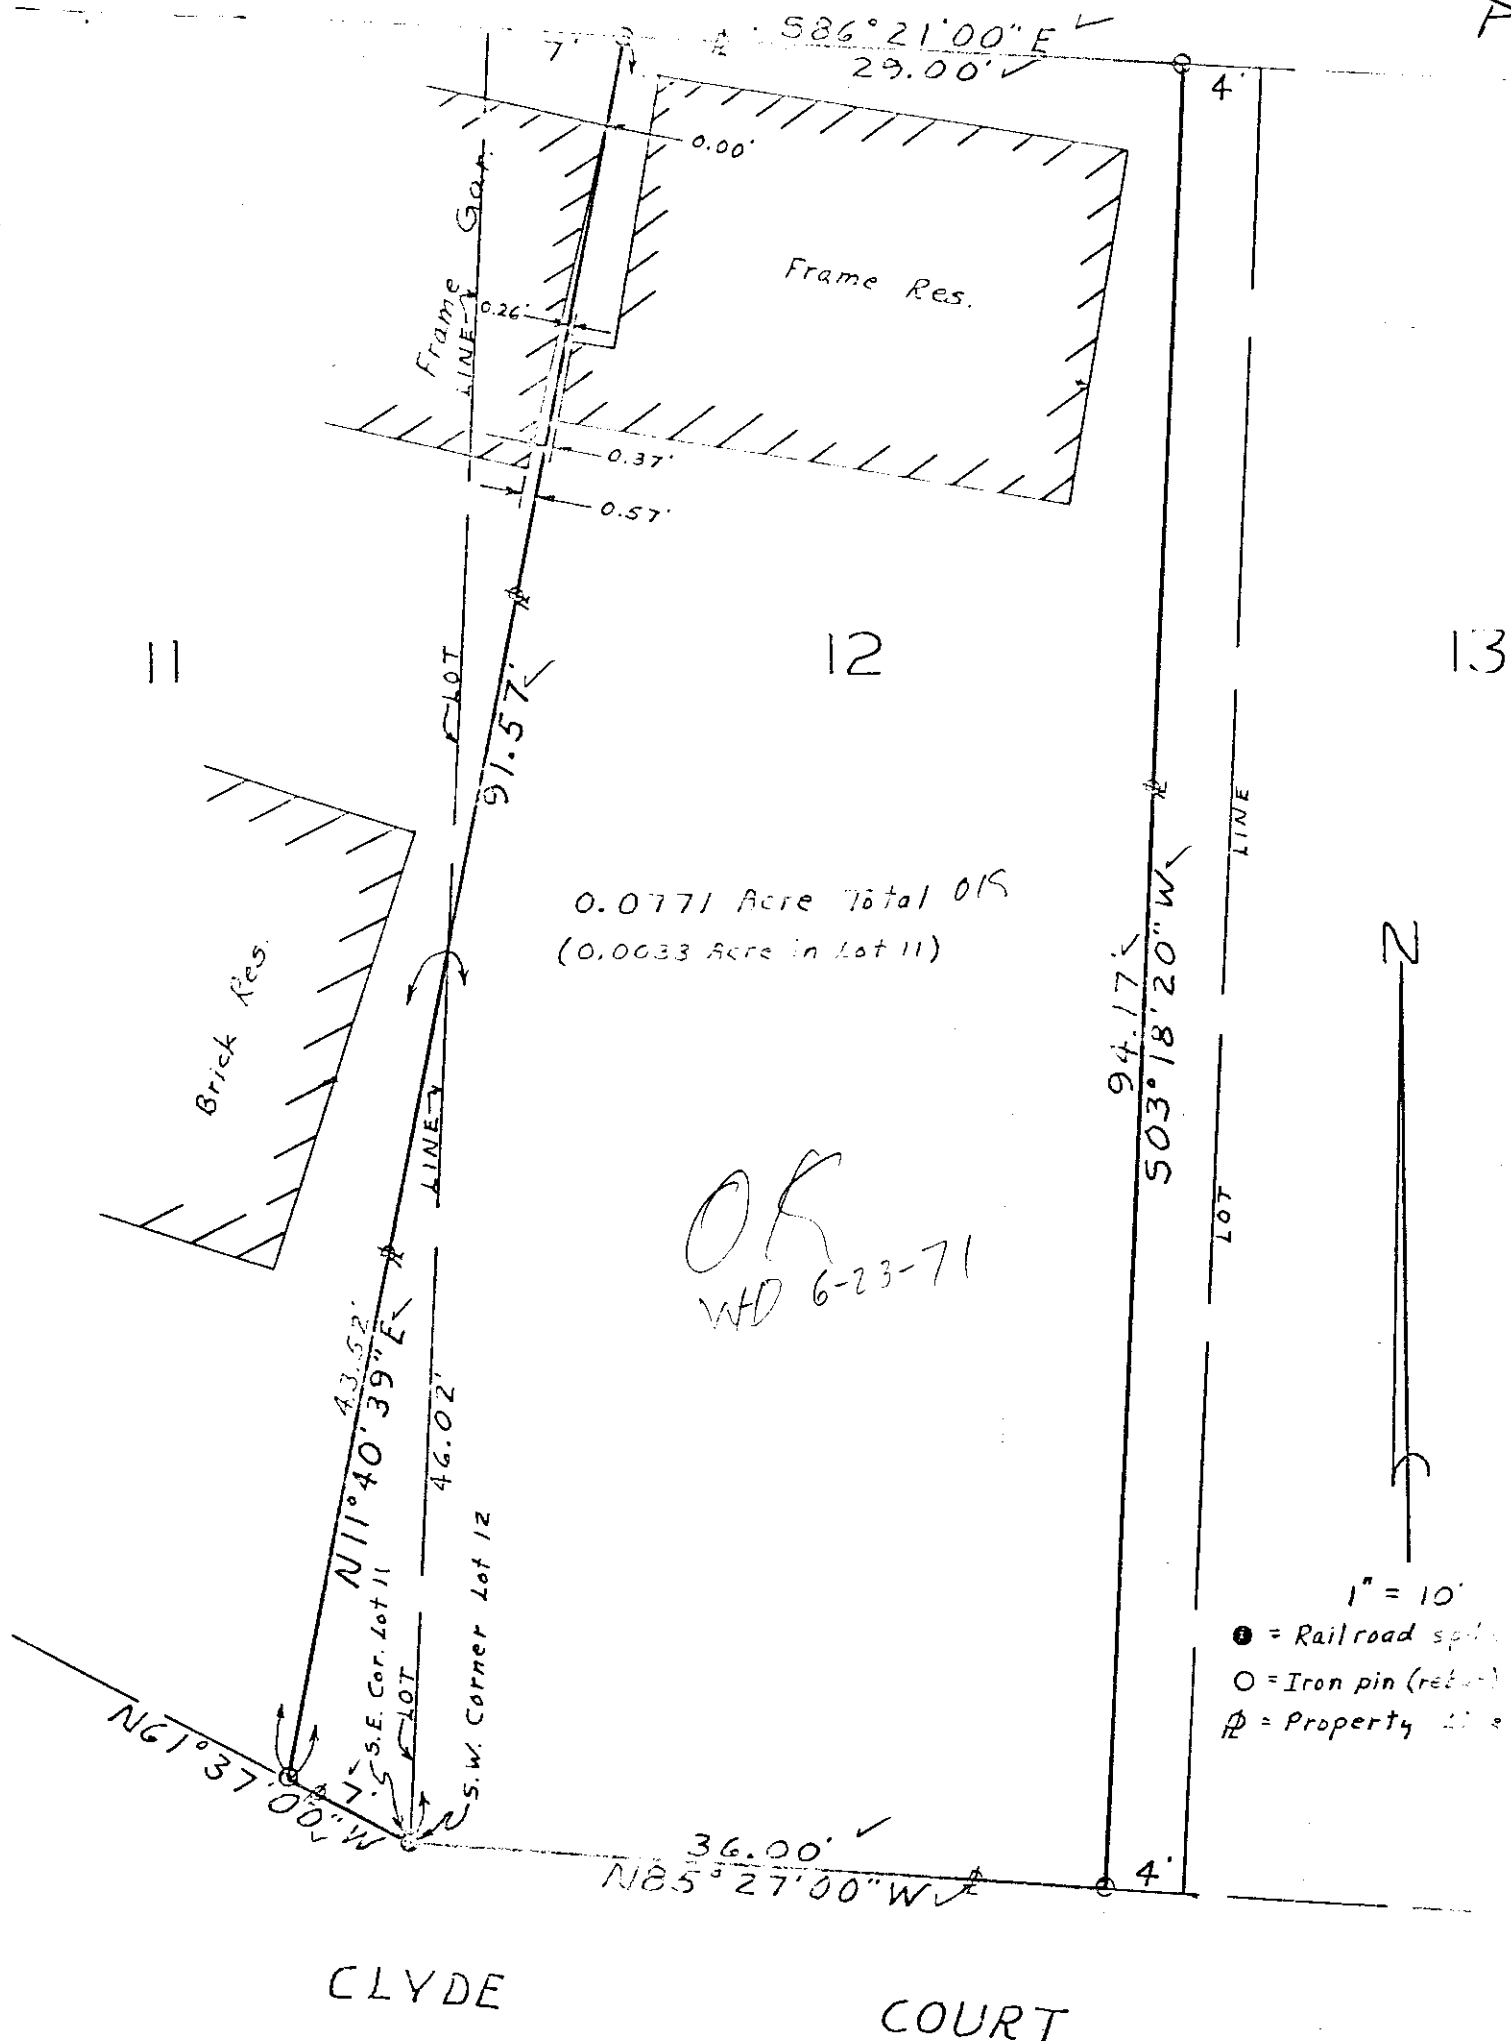 S86°21'00" E ✓
7'
29.00' ✓
4'
0.00'
Frame Gar.
Frame Res.
LINE
0.26'
0.37'
0.57'
11
12
13
LOT
91.57' ✓
LINE
0.0771 Acre Total OK
(0.0033 Acre in Lot 11)
Brick Res.
94.17' ✓
S03°18'20" W ✓
N
LINE
OK
WD 6-23-71
LOT
43.52'
N11°40'39" E ✓
46.02'
1" = 10'
= Railroad
= Iron pin
= Property
S.E. Cor. Lot 11
LOT
S.W. Corner Lot 12
N61°37'00" W
7.5'
36.00' ✓
N85°27'00" W ✓
4'
CLYDE COURT